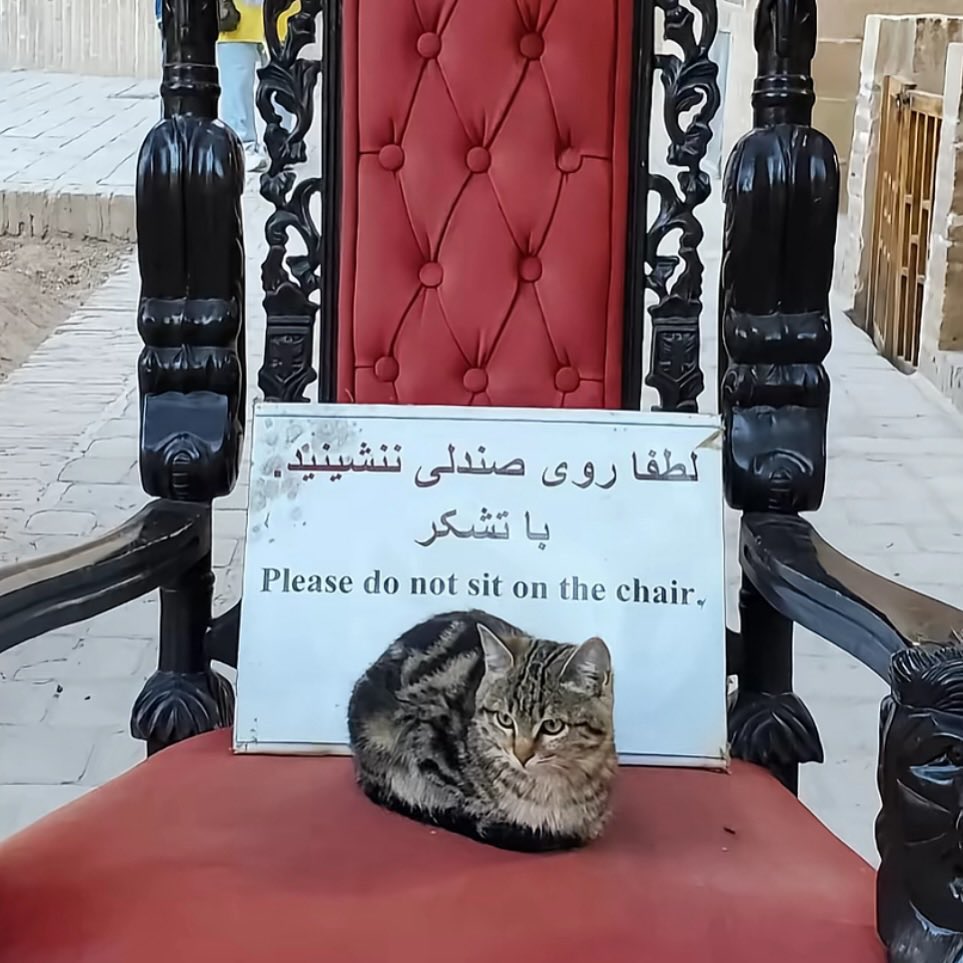 لطفا روی صندلی ننشینید.
با تشکر
Please do not sit on the chair.